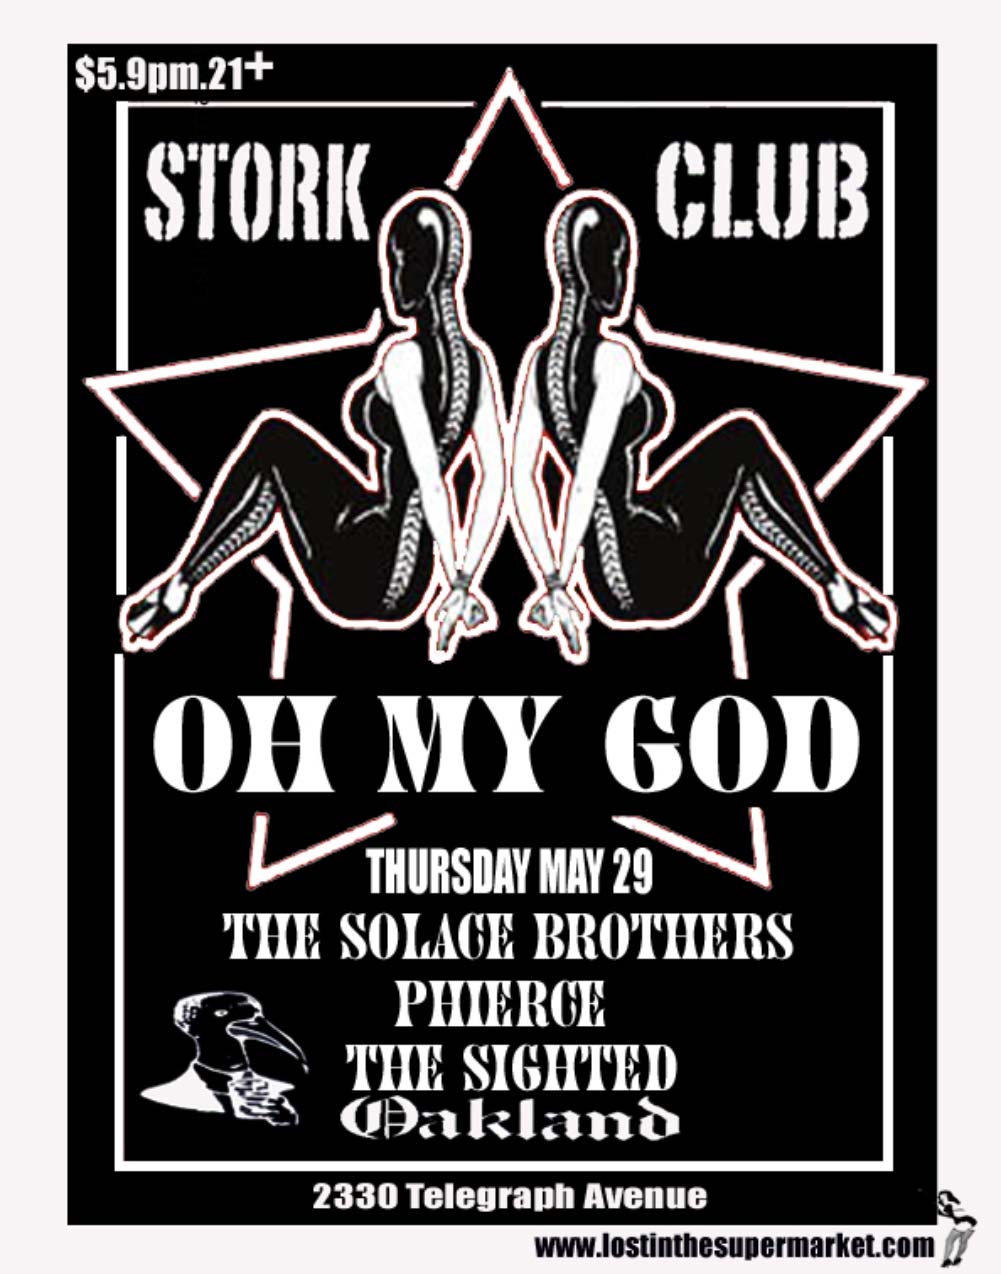 $5.9pm.21+
STORK CLUB
OH MY GOD
THURSDAY MAY 29
THE SOLACE BROTHERS
PHIERCE
THE SIGHTED
Oakland
2330 Telegraph Avenue
www.lostinthesupermarket.com